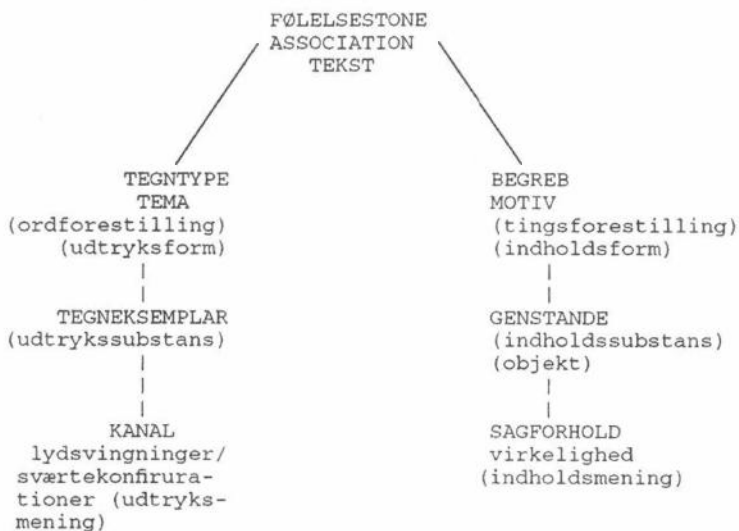 FØLELSESTONE
ASSOCIATION
TEKST
TEGNTYPE
TEMA
(ordforestilling)
(udtryksform)
TEGNEKSEMPLAR
(udtrykssubstans)
KANAL
lydsvingninger/
sværtekonfirura-
tioner (udtryks-
mening)
BEGREB
MOTIV
(tingsforestilling)
(indholdsform)
GENSTANDE
(indholdssubstans)
(objekt)
SAGFORHOLD
virkelighed
(indholdsmening)